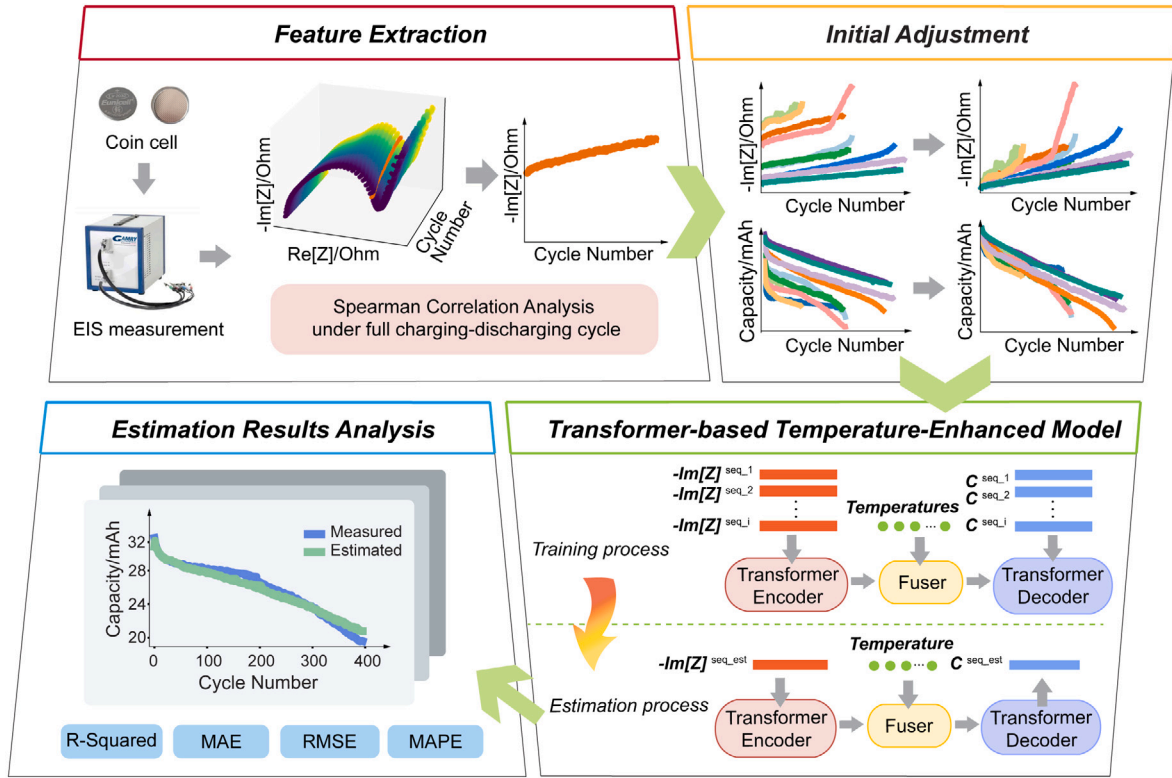 Feature Extraction
Coin cell
EIS measurement
GAMRY
-Im[Z]/Ohm
Re[Z]/Ohm
Cycle
Number
-Im[Z]/Ohm
Cycle Number
Spearman Correlation Analysis
under full charging-discharging cycle
Initial Adjustment
-Im[Z]/Ohm
Cycle Number
-Im[Z]/Ohm
Cycle Number
Capacity/mAh
Cycle Number
Capacity/mAh
Cycle Number
Estimation Results Analysis
Capacity/mAh
32
28
24
20
Measured
Estimated
0 100 200 300 400
Cycle Number
R-Squared MAE RMSE MAPE
Transformer-based Temperature-Enhanced Model
-Im[Z] seq_1
-Im[Z] seq_2
⋮
-Im[Z] seq_i
Temperatures
...
C seq_1
C seq_2
⋮
C seq_i
Training process
Transformer
Encoder
Fuser
Transformer
Decoder
-Im[Z] seq_est
Temperature
...
C seq_est
Estimation process
Transformer
Encoder
Fuser
Transformer
Decoder